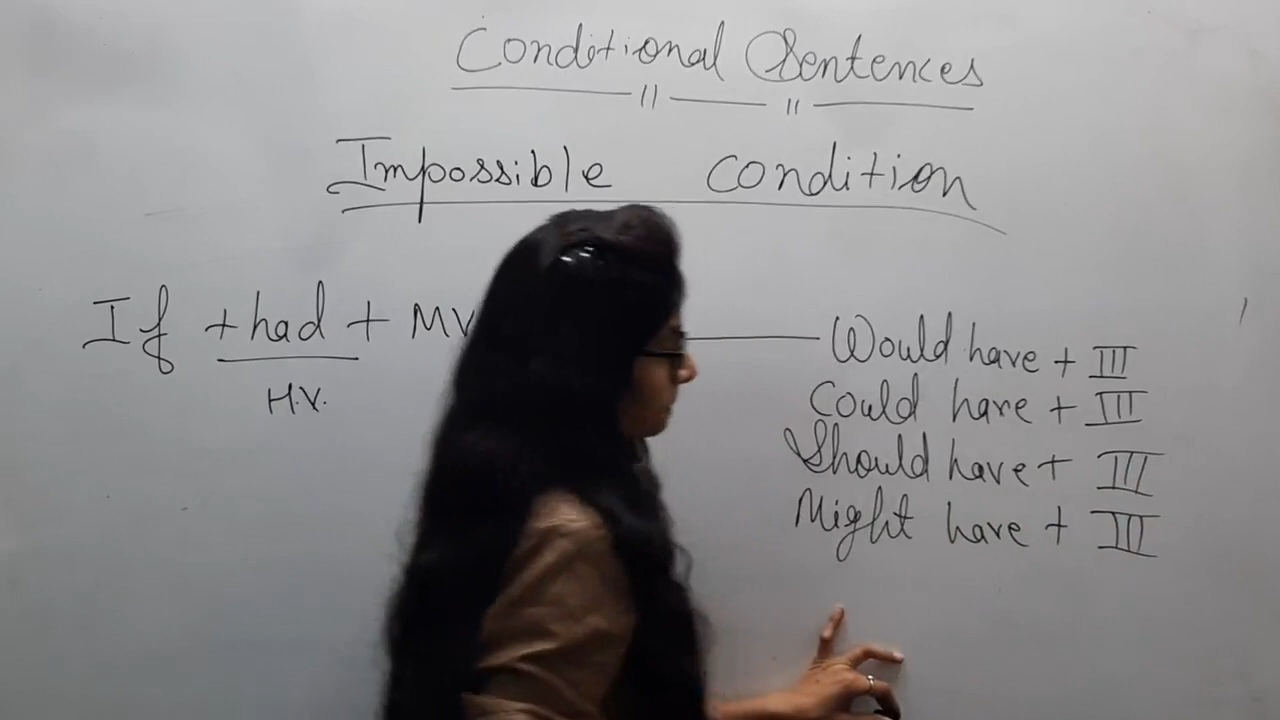 Conditional Sentences
Impossible condition
If + had + MV
H.V.
Would have + III
Could have + III
Should have + III
Might have + III